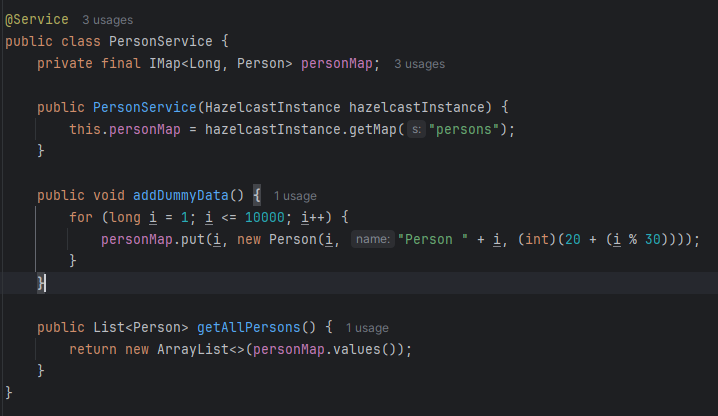 @Service 3 usages
public class PersonService {
    private final IMap<Long, Person> personMap; 3 usages

    public PersonService(HazelcastInstance hazelcastInstance) {
        this.personMap = hazelcastInstance.getMap( s: "persons");
    }

    public void addDummyData() { 1 usage
        for (long i = 1; i <= 10000; i++) {
            personMap.put(i, new Person(i, name: "Person " + i, (int)(20 + (i % 30))));
        }
    }

    public List<Person> getAllPersons() { 1 usage
        return new ArrayList<>(personMap.values());
    }
}